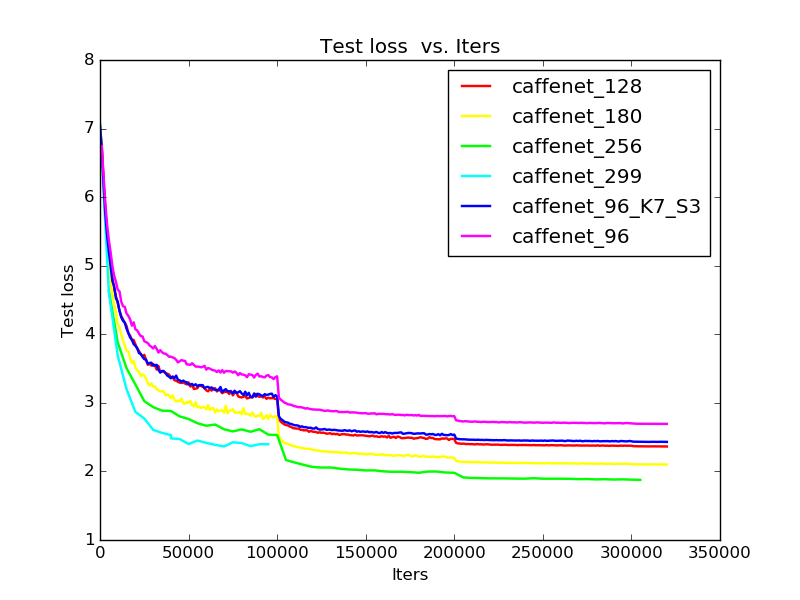 Test loss  vs. Iters
8
7
6
5
4
3
2
1
Test loss
caffenet_128
caffenet_180
caffenet_256
caffenet_299
caffenet_96_K7_S3
caffenet_96
0 50000 100000 150000 200000 250000 300000 350000
Iters